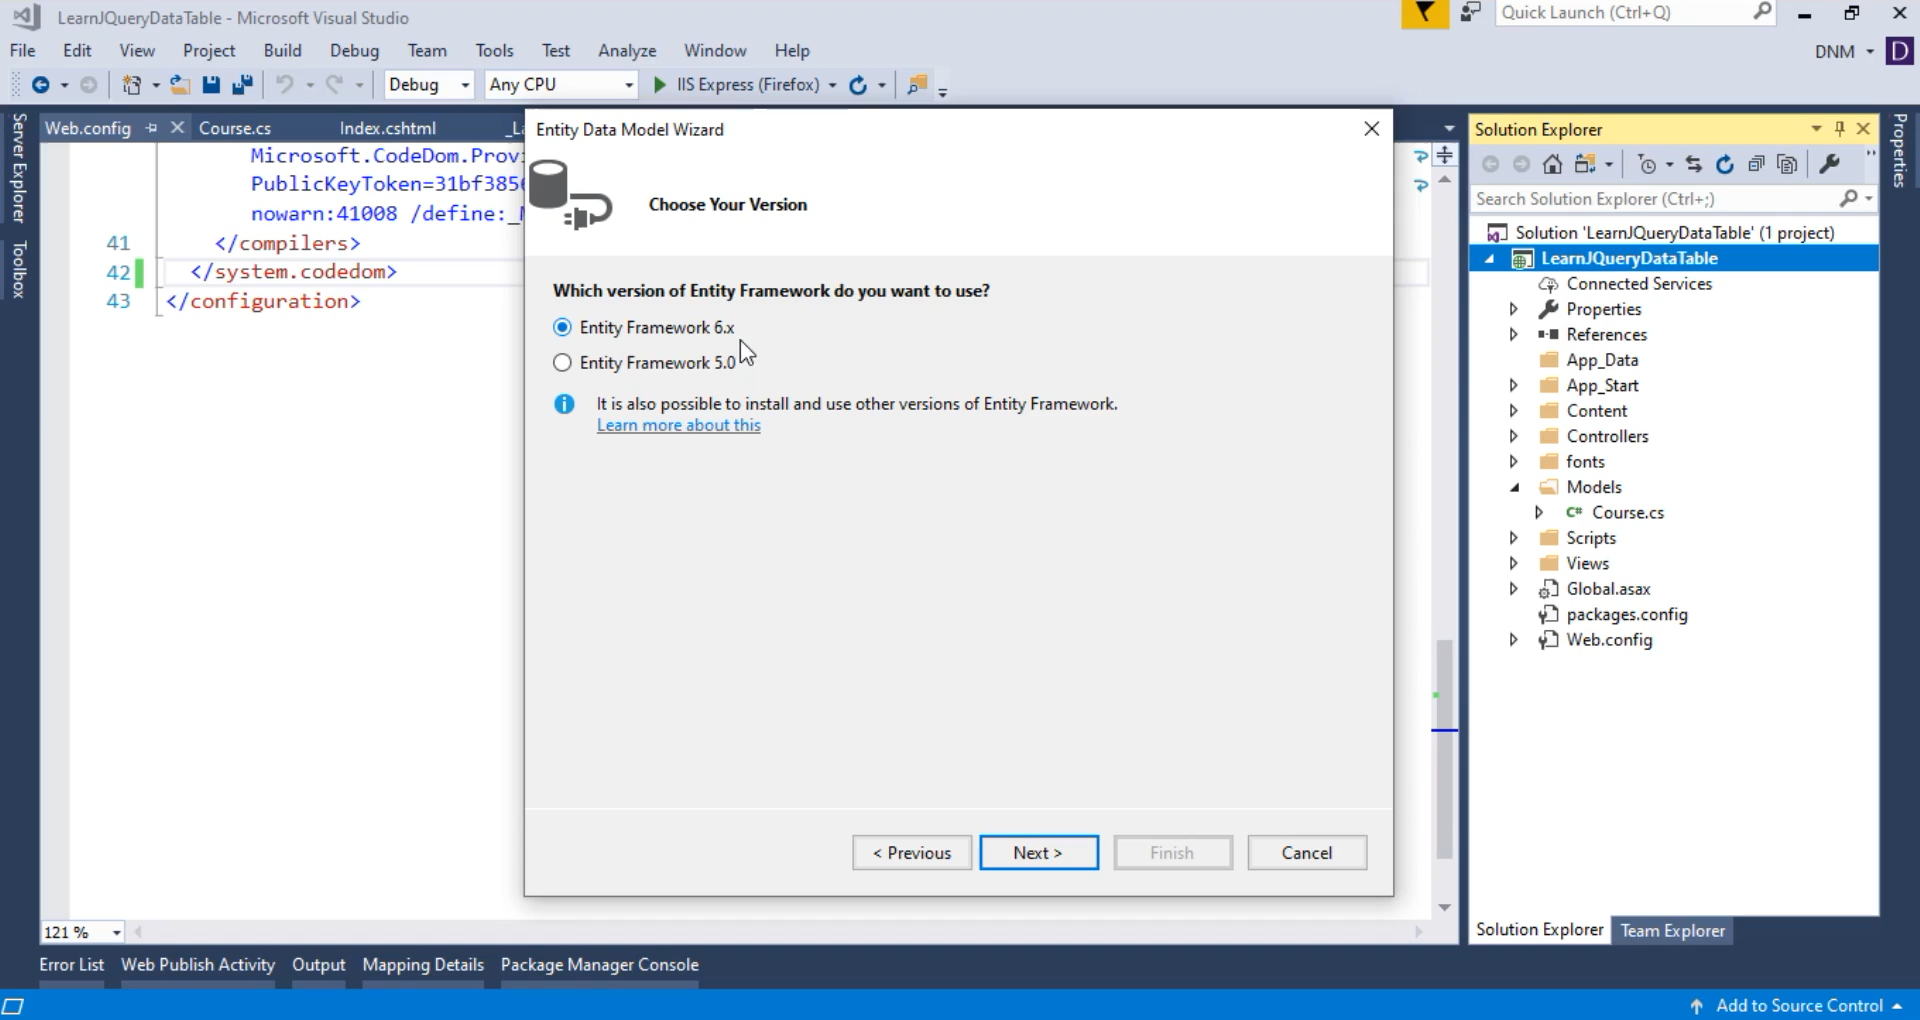 LearnJQueryDataTable - Microsoft Visual Studio
Quick Launch (Ctrl+Q)
File Edit View Project Build Debug Team Tools Test Analyze Window Help
DNM
D
Debug
Any CPU
IIS Express (Firefox)
Server Explorer
Toolbox
Web.config
Course.cs
Index.cshtml
Microsoft.CodeDom.Provi
PublicKeyToken=31bf3856
nowarn:41008 /define:_
41 </compilers>
42 </system.codedom>
43 </configuration>
Entity Data Model Wizard
Choose Your Version
Which version of Entity Framework do you want to use?
Entity Framework 6.x
Entity Framework 5.0
It is also possible to install and use other versions of Entity Framework.
Learn more about this
< Previous
Next >
Finish
Cancel
Solution Explorer
Search Solution Explorer (Ctrl+;)
Solution 'LearnJQueryDataTable' (1 project)
LearnJQueryDataTable
Connected Services
Properties
References
App_Data
App_Start
Content
Controllers
fonts
Models
C# Course.cs
Scripts
Views
Global.asax
packages.config
Web.config
Solution Explorer
Team Explorer
Properties
121 %
Error List Web Publish Activity Output Mapping Details Package Manager Console
Add to Source Control